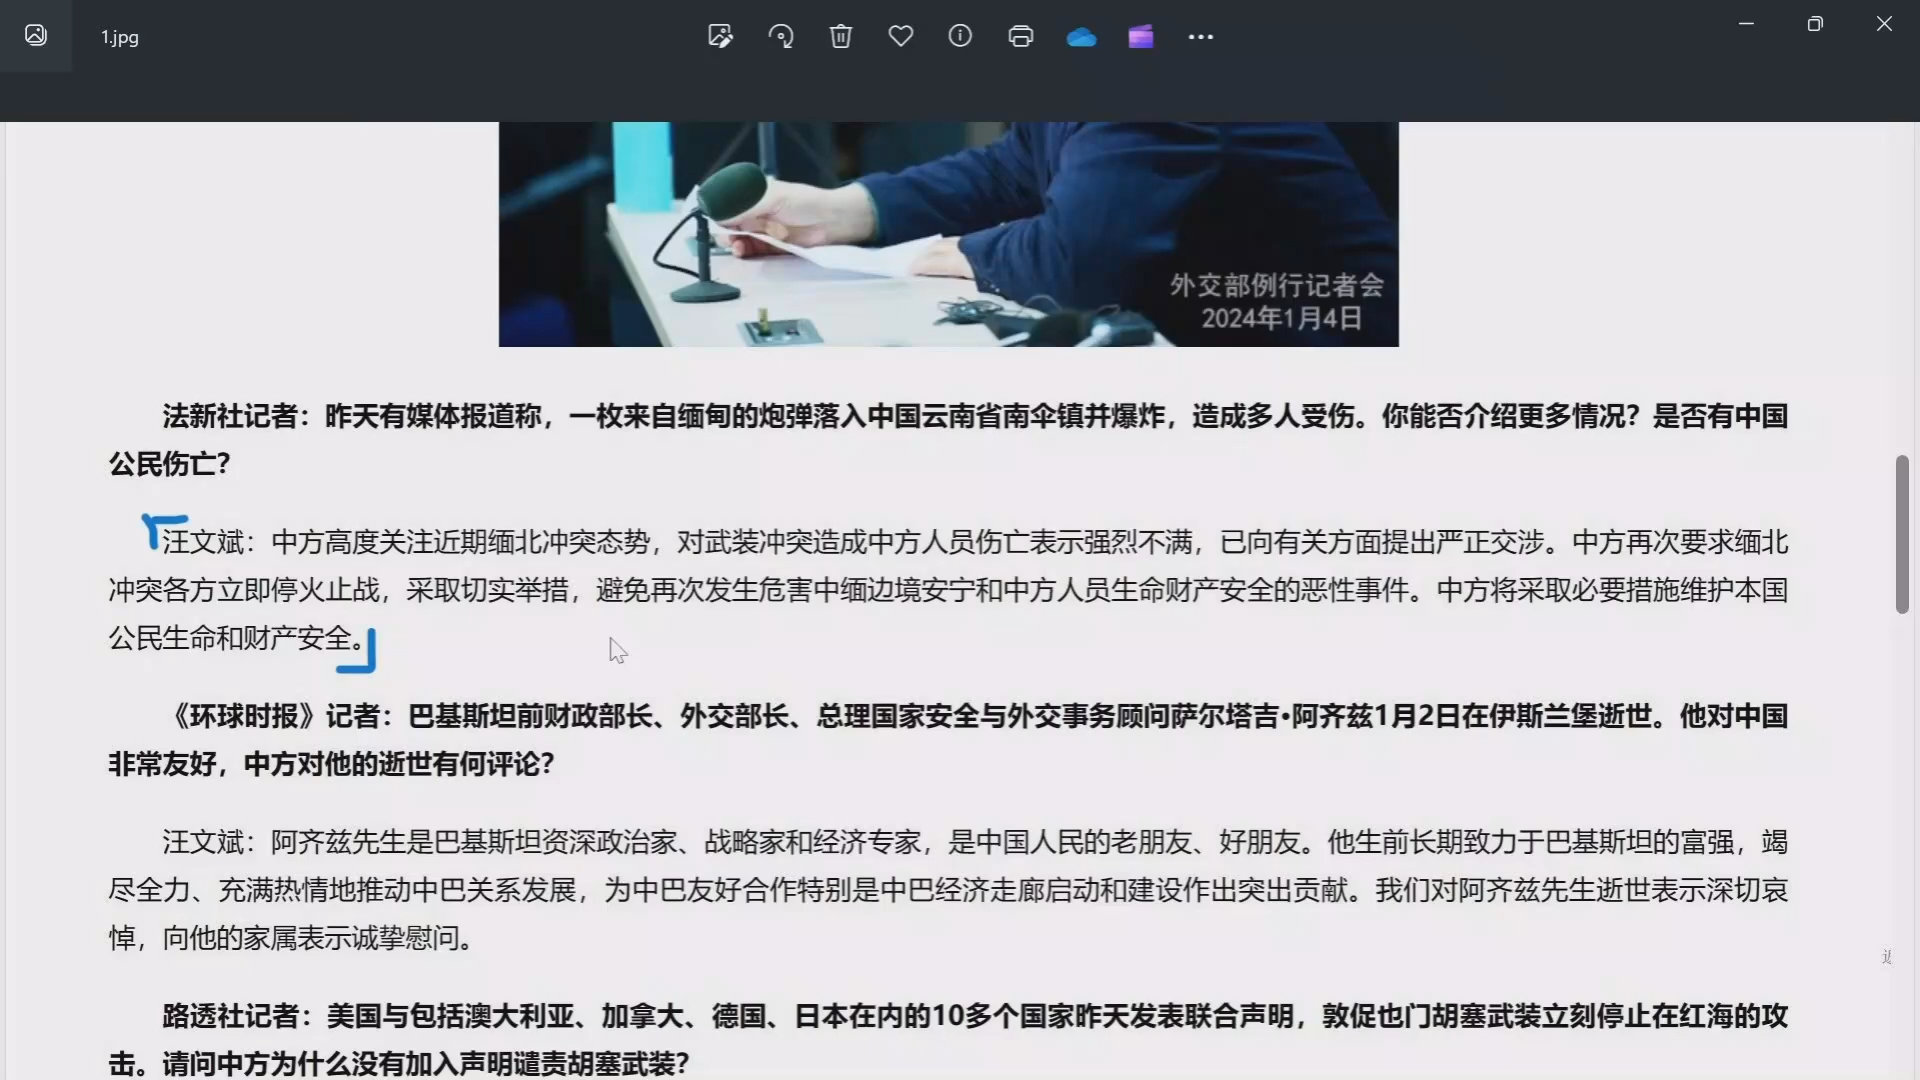 1.jpg
外交部例行记者会
2024年1月4日
法新社记者：昨天有媒体报道称，一枚来自缅甸的炮弹落入中国云南省南伞镇并爆炸，造成多人受伤。你能否介绍更多情况？是否有中国
公民伤亡？
汪文斌：中方高度关注近期缅北冲突态势，对武装冲突造成中方人员伤亡表示强烈不满，已向有关方面提出严正交涉。中方再次要求缅北
冲突各方立即停火止战，采取切实举措，避免再次发生危害中缅边境安宁和中方人员生命财产安全的恶性事件。中方将采取必要措施维护本国
公民生命和财产安全。
《环球时报》记者：巴基斯坦前财政部长、外交部长、总理国家安全与外交事务顾问萨尔塔吉•阿齐兹1月2日在伊斯兰堡逝世。他对中国
非常友好，中方对他的逝世有何评论？
汪文斌：阿齐兹先生是巴基斯坦资深政治家、战略家和经济专家，是中国人民的老朋友、好朋友。他生前长期致力于巴基斯坦的富强，竭
尽全力、充满热情地推动中巴关系发展，为中巴友好合作特别是中巴经济走廊启动和建设作出突出贡献。我们对阿齐兹先生逝世表示深切哀
悼，向他的家属表示诚挚慰问。
路透社记者：美国与包括澳大利亚、加拿大、德国、日本在内的10多个国家昨天发表联合声明，敦促也门胡塞武装立刻停止在红海的攻
击。请问中方为什么没有加入声明谴责胡塞武装？